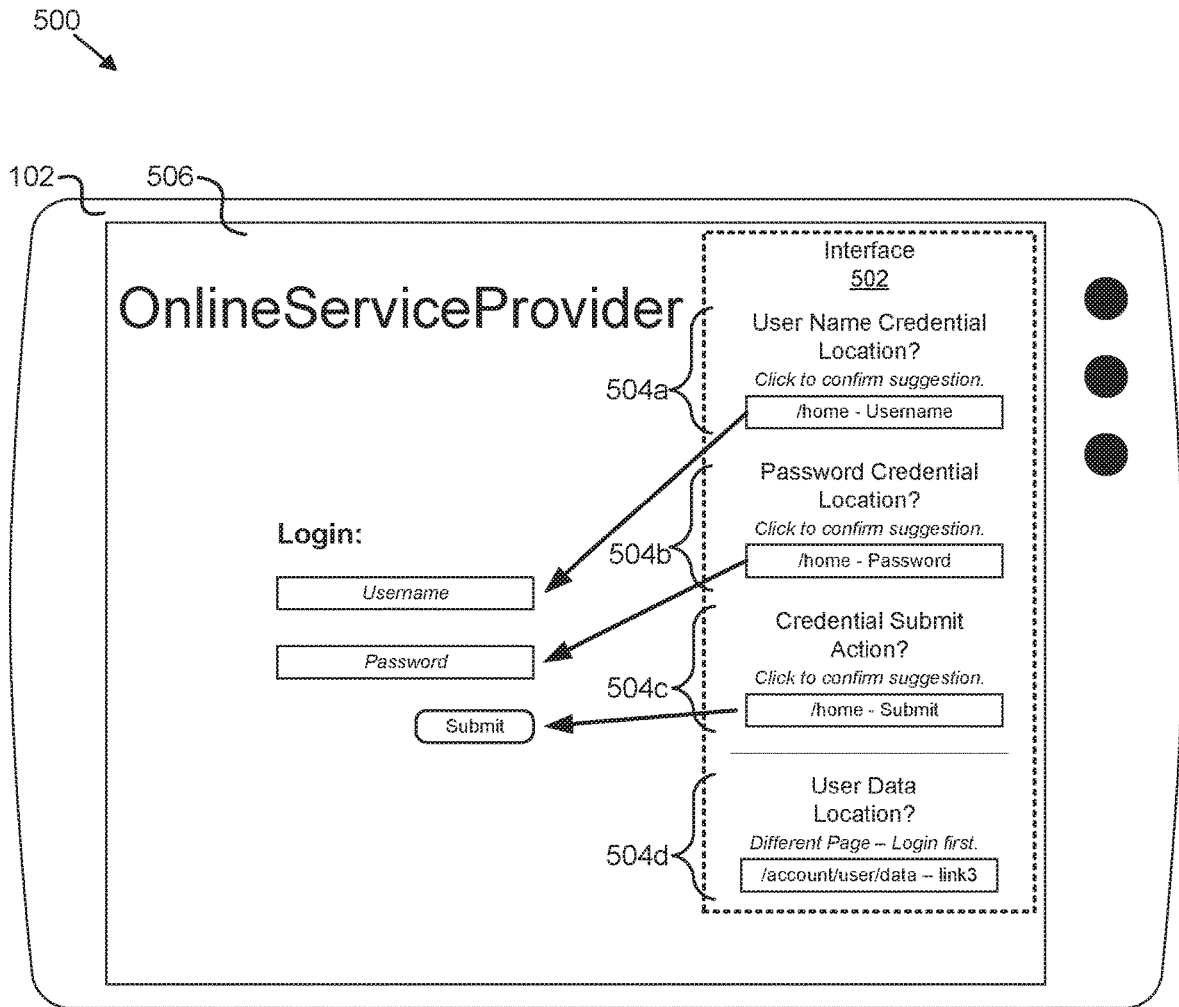 500
102
506
OnlineServiceProvider
Interface
502
504a
User Name Credential
Location?
Click to confirm suggestion.
/home - Username
504b
Password Credential
Location?
Click to confirm suggestion.
/home - Password
Login:
Username
Password
Submit
504c
Credential Submit
Action?
Click to confirm suggestion.
/home - Submit
504d
User Data
Location?
Different Page – Login first.
/account/user/data – link3